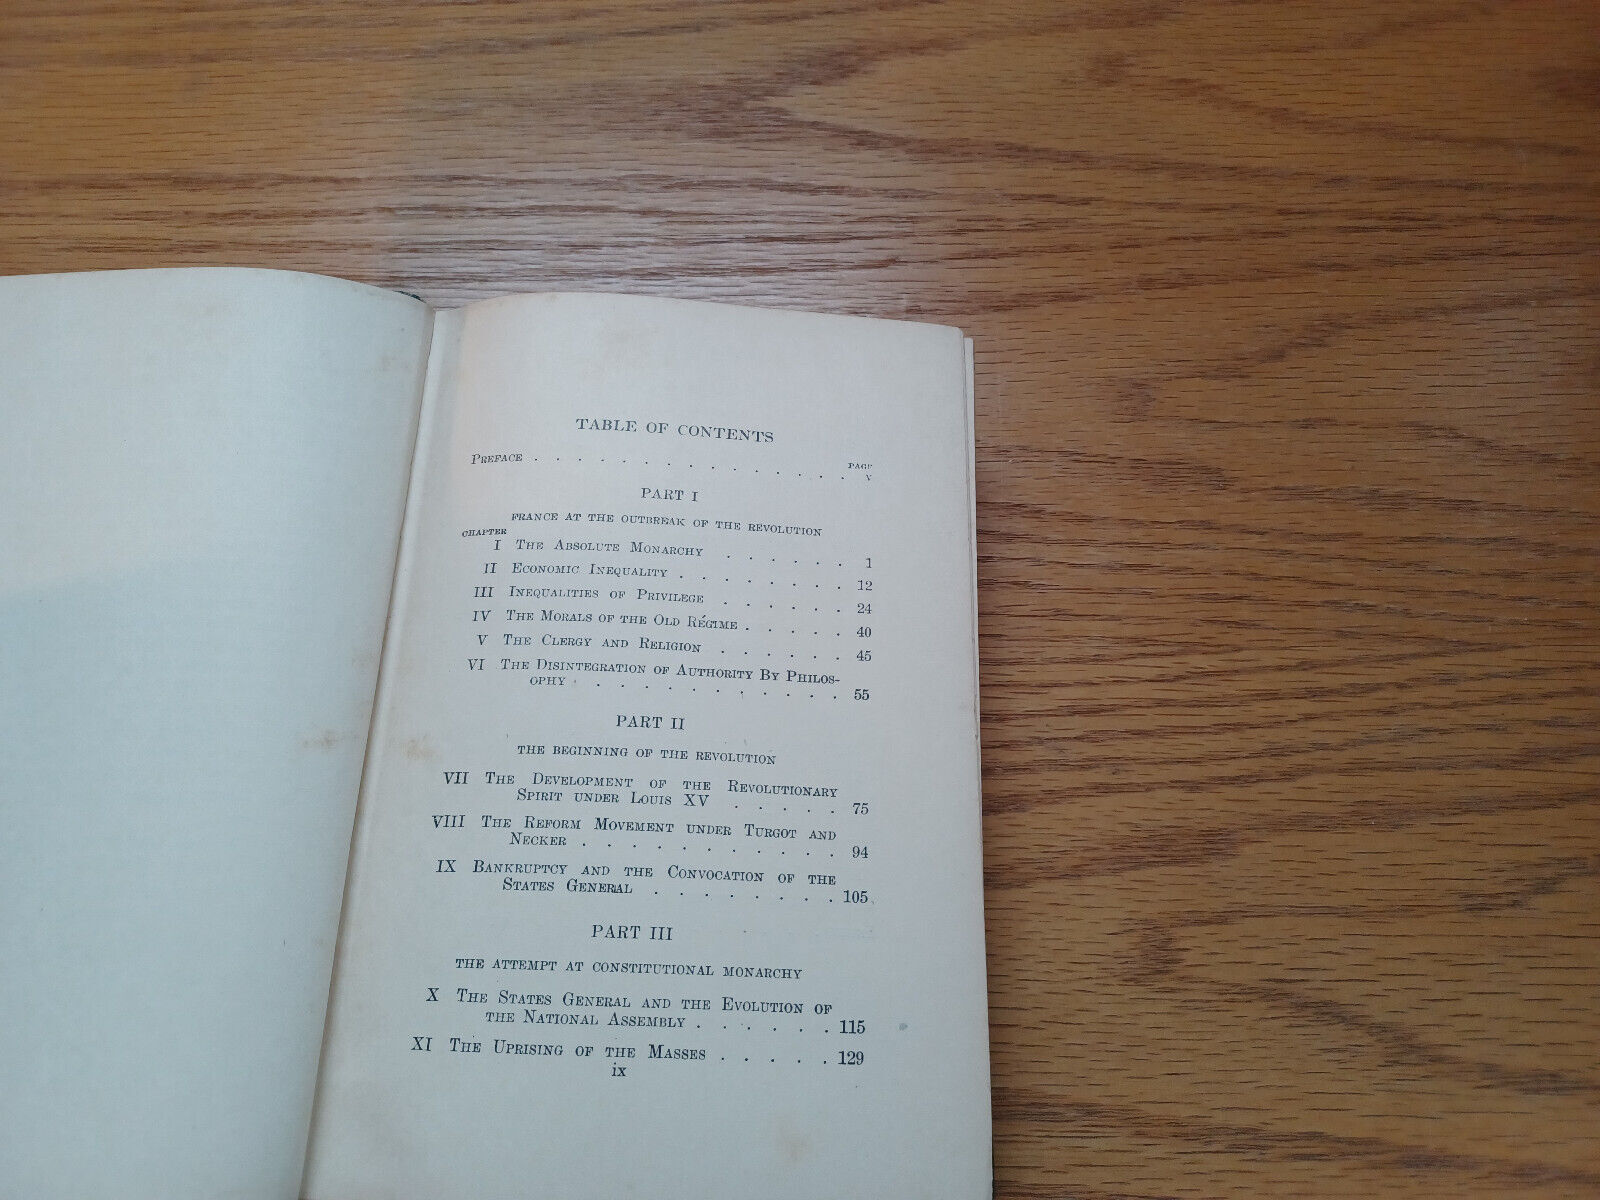 TABLE OF CONTENTS
PAGE
PREFACE . . . . . . . . . . . . . . . v
PART I
FRANCE AT THE OUTBREAK OF THE REVOLUTION
CHAPTER
I THE ABSOLUTE MONARCHY . . . . . . 1
II ECONOMIC INEQUALITY . . . . . . . . 12
III INEQUALITIES OF PRIVILEGE . . . . . . 24
IV THE MORALS OF THE OLD RÉGIME . . . . . 40
V THE CLERGY AND RELIGION . . . . . . 45
VI THE DISINTEGRATION OF AUTHORITY BY PHILOS-
OPHY . . . . . . . . . . . . 55
PART II
THE BEGINNING OF THE REVOLUTION
VII THE DEVELOPMENT OF THE REVOLUTIONARY
SPIRIT UNDER LOUIS XV . . . . . 75
VIII THE REFORM MOVEMENT UNDER TURGOT AND
NECKER . . . . . . . . . . . . 94
IX BANKRUPTCY AND THE CONVOCATION OF THE
STATES GENERAL . . . . . . . . 105
PART III
THE ATTEMPT AT CONSTITUTIONAL MONARCHY
X THE STATES GENERAL AND THE EVOLUTION OF
THE NATIONAL ASSEMBLY . . . . . . 115
XI THE UPRISING OF THE MASSES . . . . . 129
ix